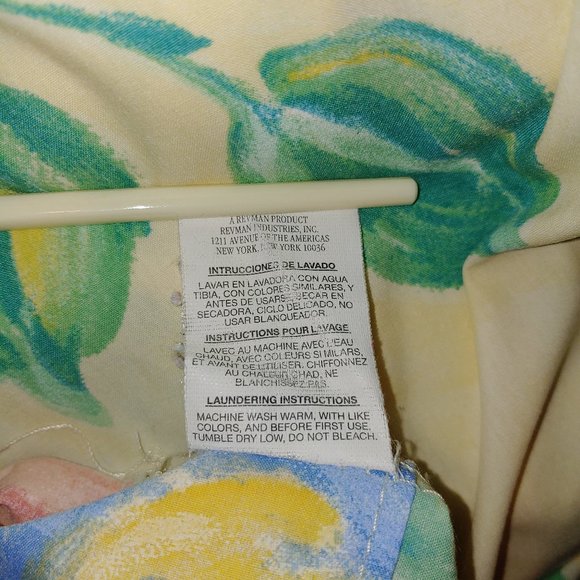 A REVMAN PRODUCT
REVMAN INDUSTRIES, INC.
1211 AVENUE OF THE AMERICAS
NEW YORK, NEW YORK 10036
INTRUCCIONES DE LAVADO
LAVAR EN LAVADORA CON AGUA
TIBIA, CON COLORES SIMILARES, Y
ANTES DE USARSE. SECAR EN
SECADORA, CICLO DELICADO, NO
USAR BLANQUEADOR.
INSTRUCTIONS POUR LAVAGE
LAVEC AU MACHINE AVEC L'EAU
CHAUD, AVEC COULEURS SIMILARS,
ET AVANT DE UTILISER. CHIFFONNEZ
AU CHALEUR CHAD, NE
BLANCHISSEZ PAS.
LAUNDERING INSTRUCTIONS
MACHINE WASH WARM, WITH LIKE
COLORS, AND BEFORE FIRST USE.
TUMBLE DRY LOW, DO NOT BLEACH.